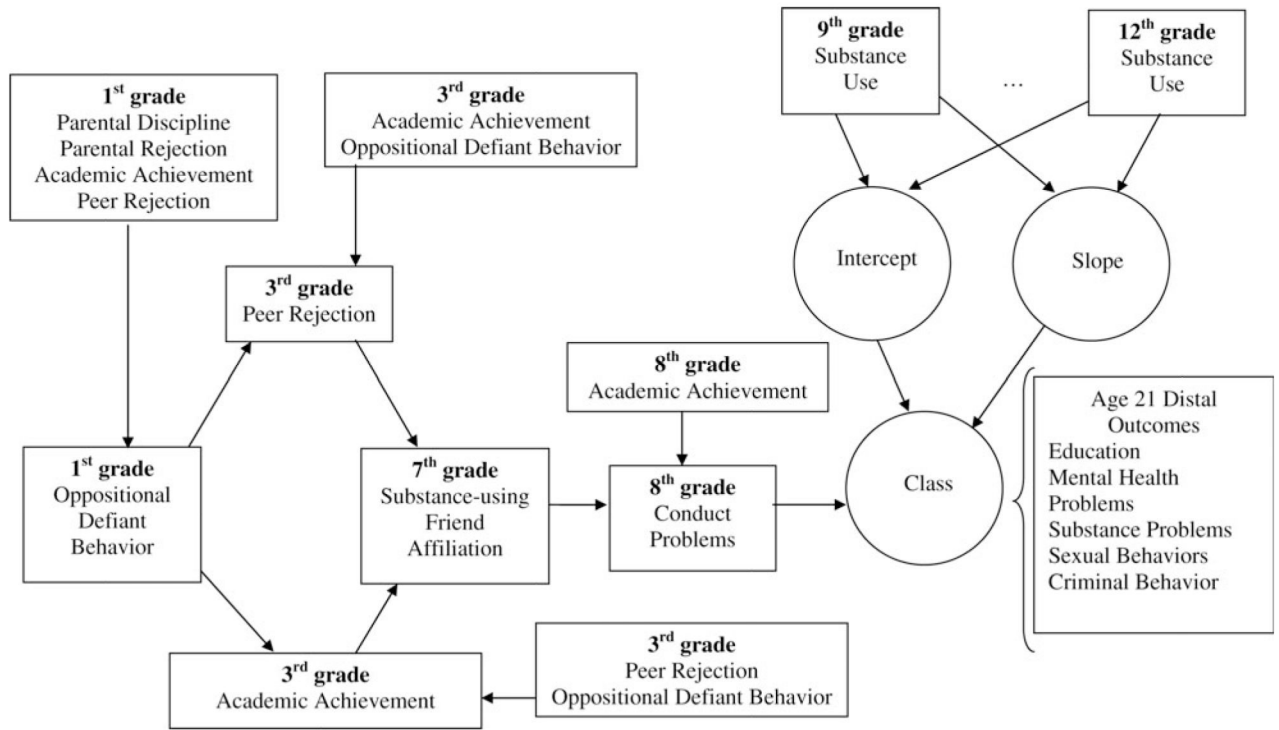 9th grade
Substance
Use
...
12th grade
Substance
Use
1st grade
Parental Discipline
Parental Rejection
Academic Achievement
Peer Rejection
3rd grade
Academic Achievement
Oppositional Defiant Behavior
Intercept
Slope
3rd grade
Peer Rejection
8th grade
Academic Achievement
1st grade
Oppositional
Defiant
Behavior
7th grade
Substance-using
Friend
Affiliation
8th grade
Conduct
Problems
Class
Age 21 Distal
Outcomes
Education
Mental Health
Problems
Substance Problems
Sexual Behaviors
Criminal Behavior
3rd grade
Academic Achievement
3rd grade
Peer Rejection
Oppositional Defiant Behavior